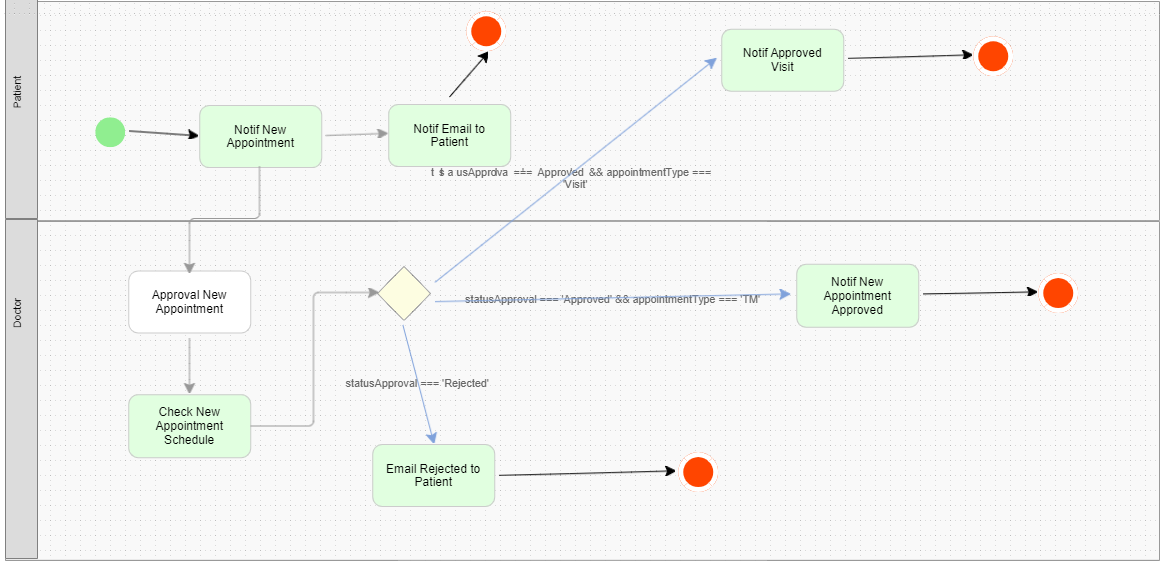 Patient
Notif New
Appointment
Notif Email to
Patient
Notif Approved
Visit
=== Approved && appointmentType ===
'Visit'
Doctor
Approval New
Appointment
Check New
Appointment
Schedule
statusApproval === 'Approved' && appointmentType === 'TM'
Notif New
Appointment
Approved
statusApproval === 'Rejected'
Email Rejected to
Patient